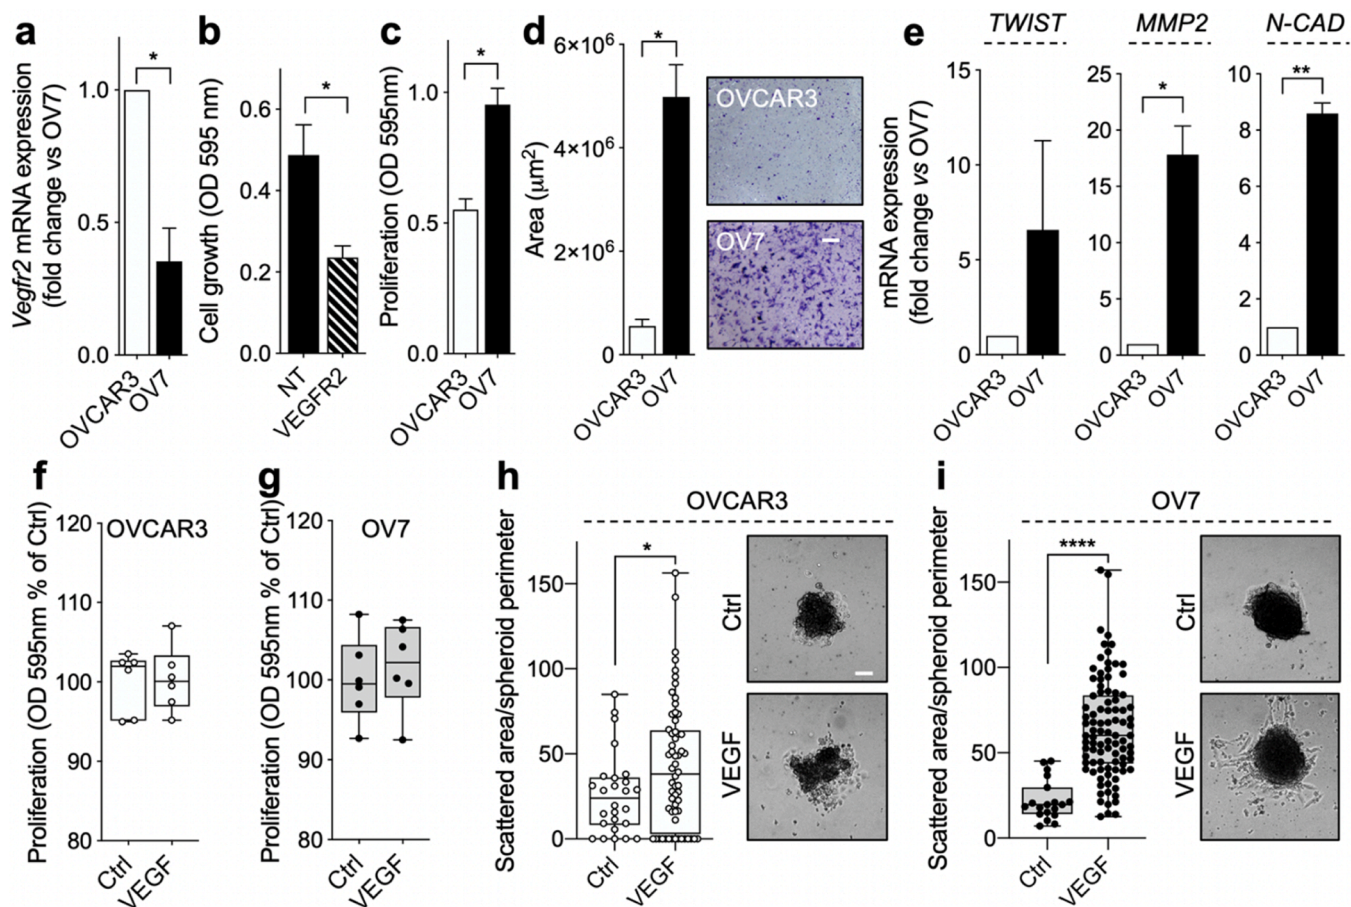 a
Vegfr2 mRNA expression
(fold change vs OV7)
1.0
0.5
0.0
*
OVCAR3
OV7
b
Cell growth (OD 595 nm)
0.6
0.4
0.2
0.0
*
NT
VEGFR2
c
Proliferation (OD 595nm)
1.0
0.5
0.0
*
OVCAR3
OV7
d
Area (μm²)
6×10⁶
4×10⁶
2×10⁶
0
*
OVCAR3
OV7
OVCAR3
OV7
e
mRNA expression
(fold change vs OV7)
TWIST
15
10
5
0
OVCAR3
OV7
MMP2
25
20
15
10
5
0
*
OVCAR3
OV7
N-CAD
10
8
6
4
2
0
**
OVCAR3
OV7
f
Proliferation (OD 595nm % of Ctrl)
OVCAR3
120
110
100
90
80
Ctrl
VEGF
g
Proliferation (OD 595nm % of Ctrl)
OV7
120
110
100
90
80
Ctrl
VEGF
h
OVCAR3
Scattered area/spheroid perimeter
150
100
50
0
*
Ctrl
VEGF
Ctrl
VEGF
i
OV7
Scattered area/spheroid perimeter
150
100
50
0
****
Ctrl
VEGF
Ctrl
VEGF